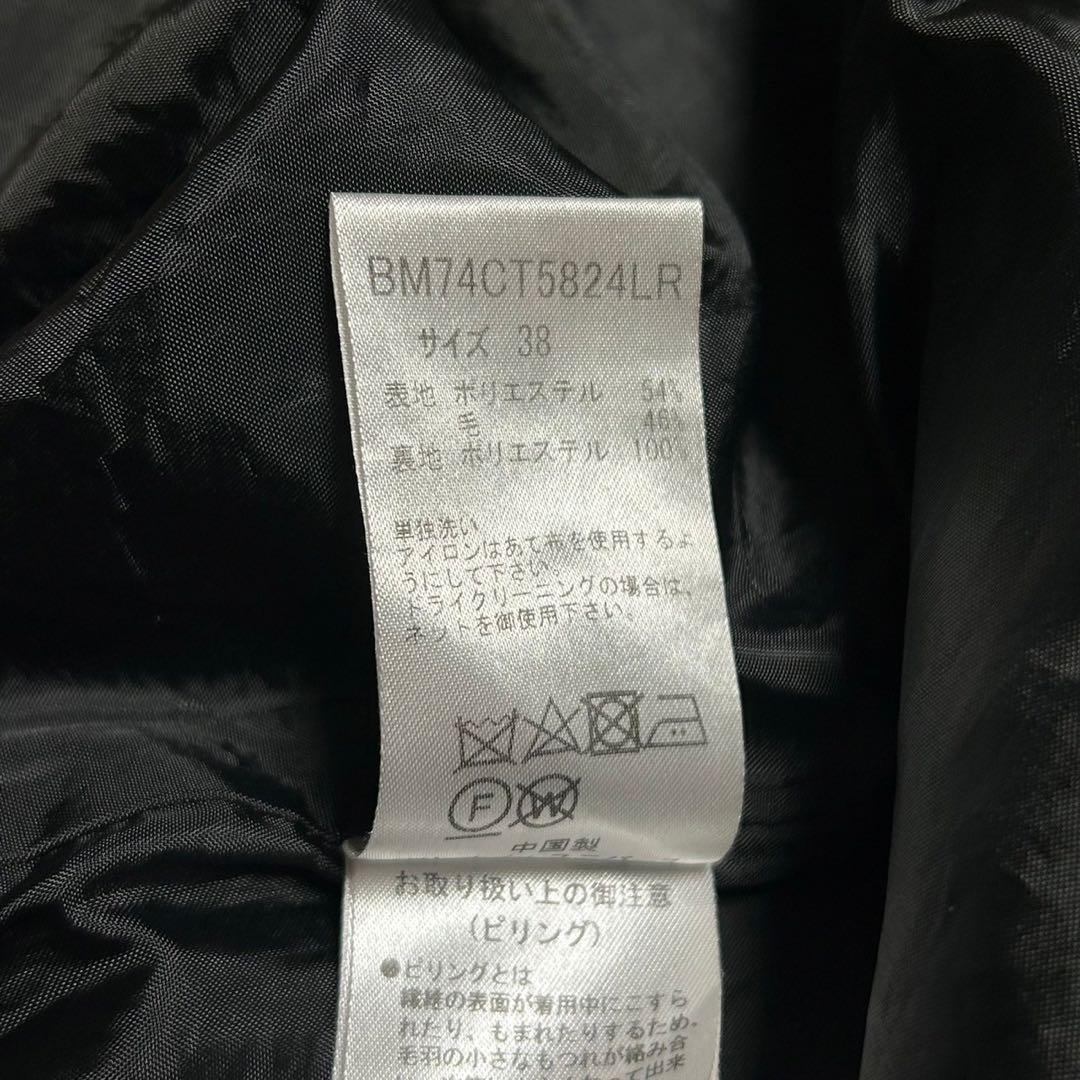 BM74CT5824LR
サイズ 38
表地 ポリエステル 54%
毛 46%
裏地 ポリエステル 100%
単独洗い
アイロンはあて布を使用するよ
うにして下さい。
ドライクリーニングの場合は、
ネットを御使用下さい。
F W
中国製
お取り扱い上の御注意
(ピリング)
●ピリングとは
繊維の表面が着用中にこすら
れたり、もまれたりするため、
毛羽の小さなもつれが絡み合
って出来